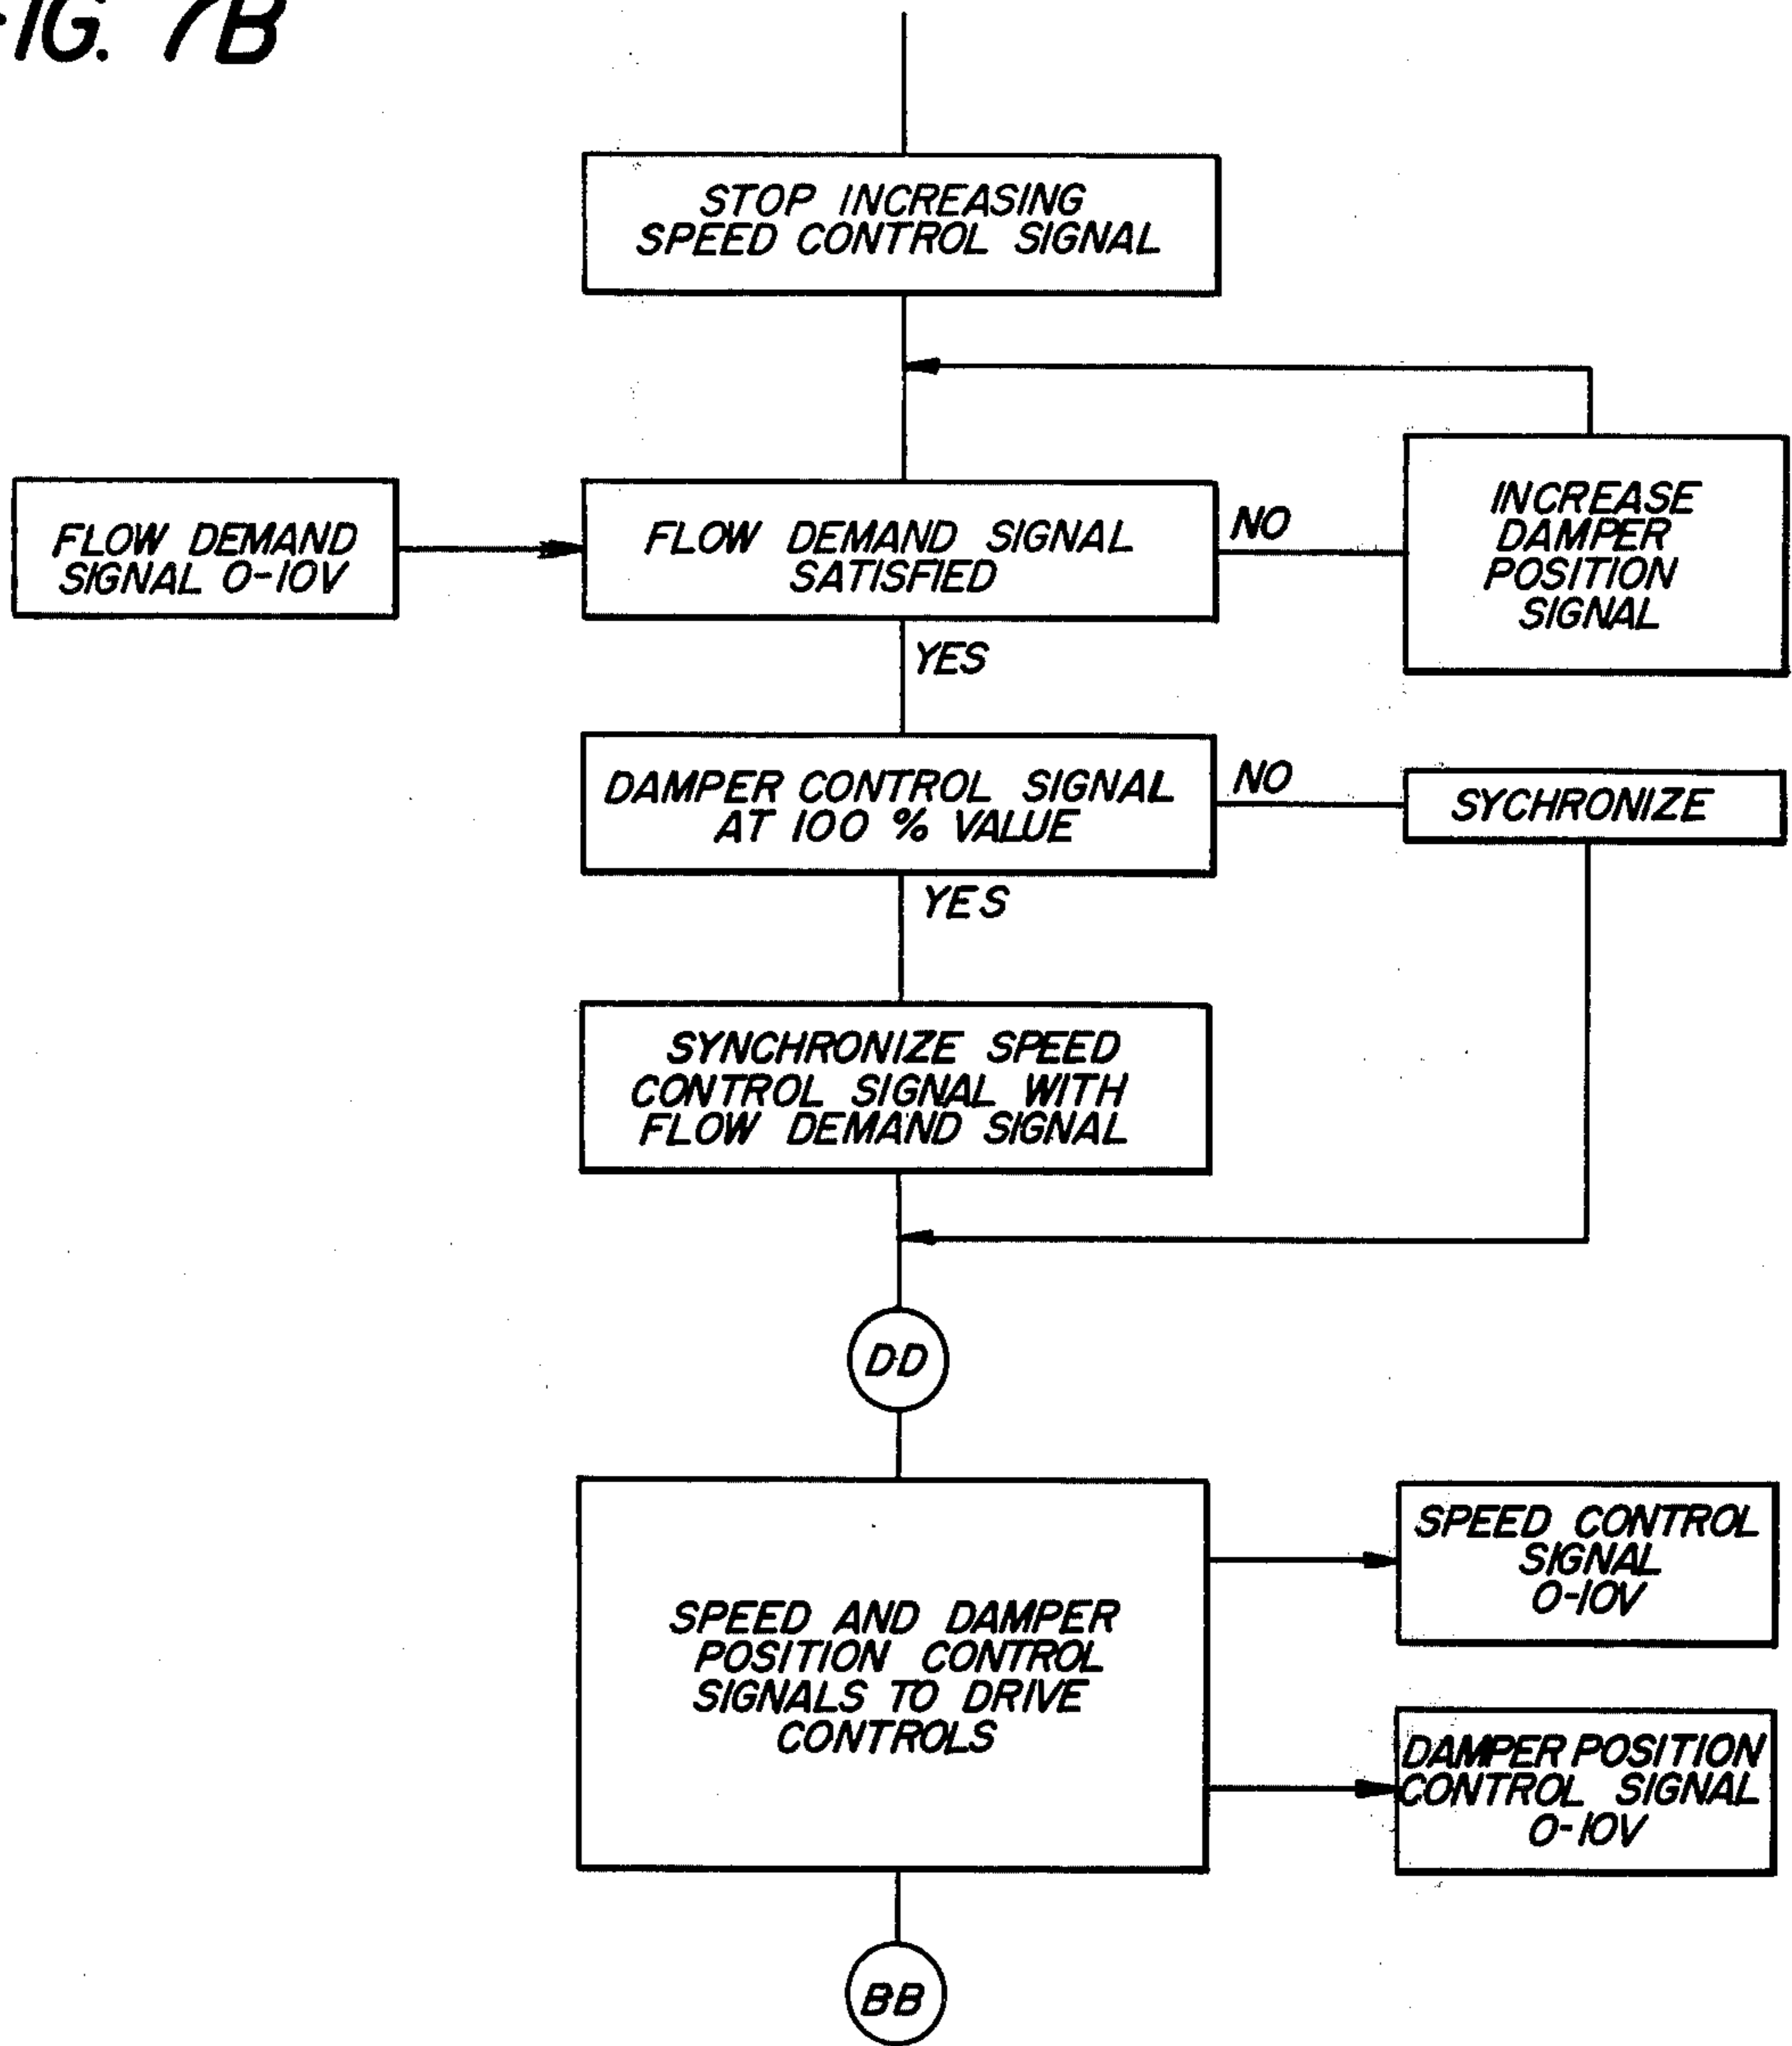 FIG. 7B
STOP INCREASING
SPEED CONTROL SIGNAL
FLOW DEMAND
SIGNAL 0-10V
FLOW DEMAND SIGNAL
SATISFIED
NO
INCREASE
DAMPER
POSITION
SIGNAL
YES
DAMPER CONTROL SIGNAL
AT 100 % VALUE
NO
SYCHRONIZE
YES
SYNCHRONIZE SPEED
CONTROL SIGNAL WITH
FLOW DEMAND SIGNAL
DD
SPEED AND DAMPER
POSITION CONTROL
SIGNALS TO DRIVE
CONTROLS
SPEED CONTROL
SIGNAL
0-10V
DAMPER POSITION
CONTROL SIGNAL
0-10V
BB